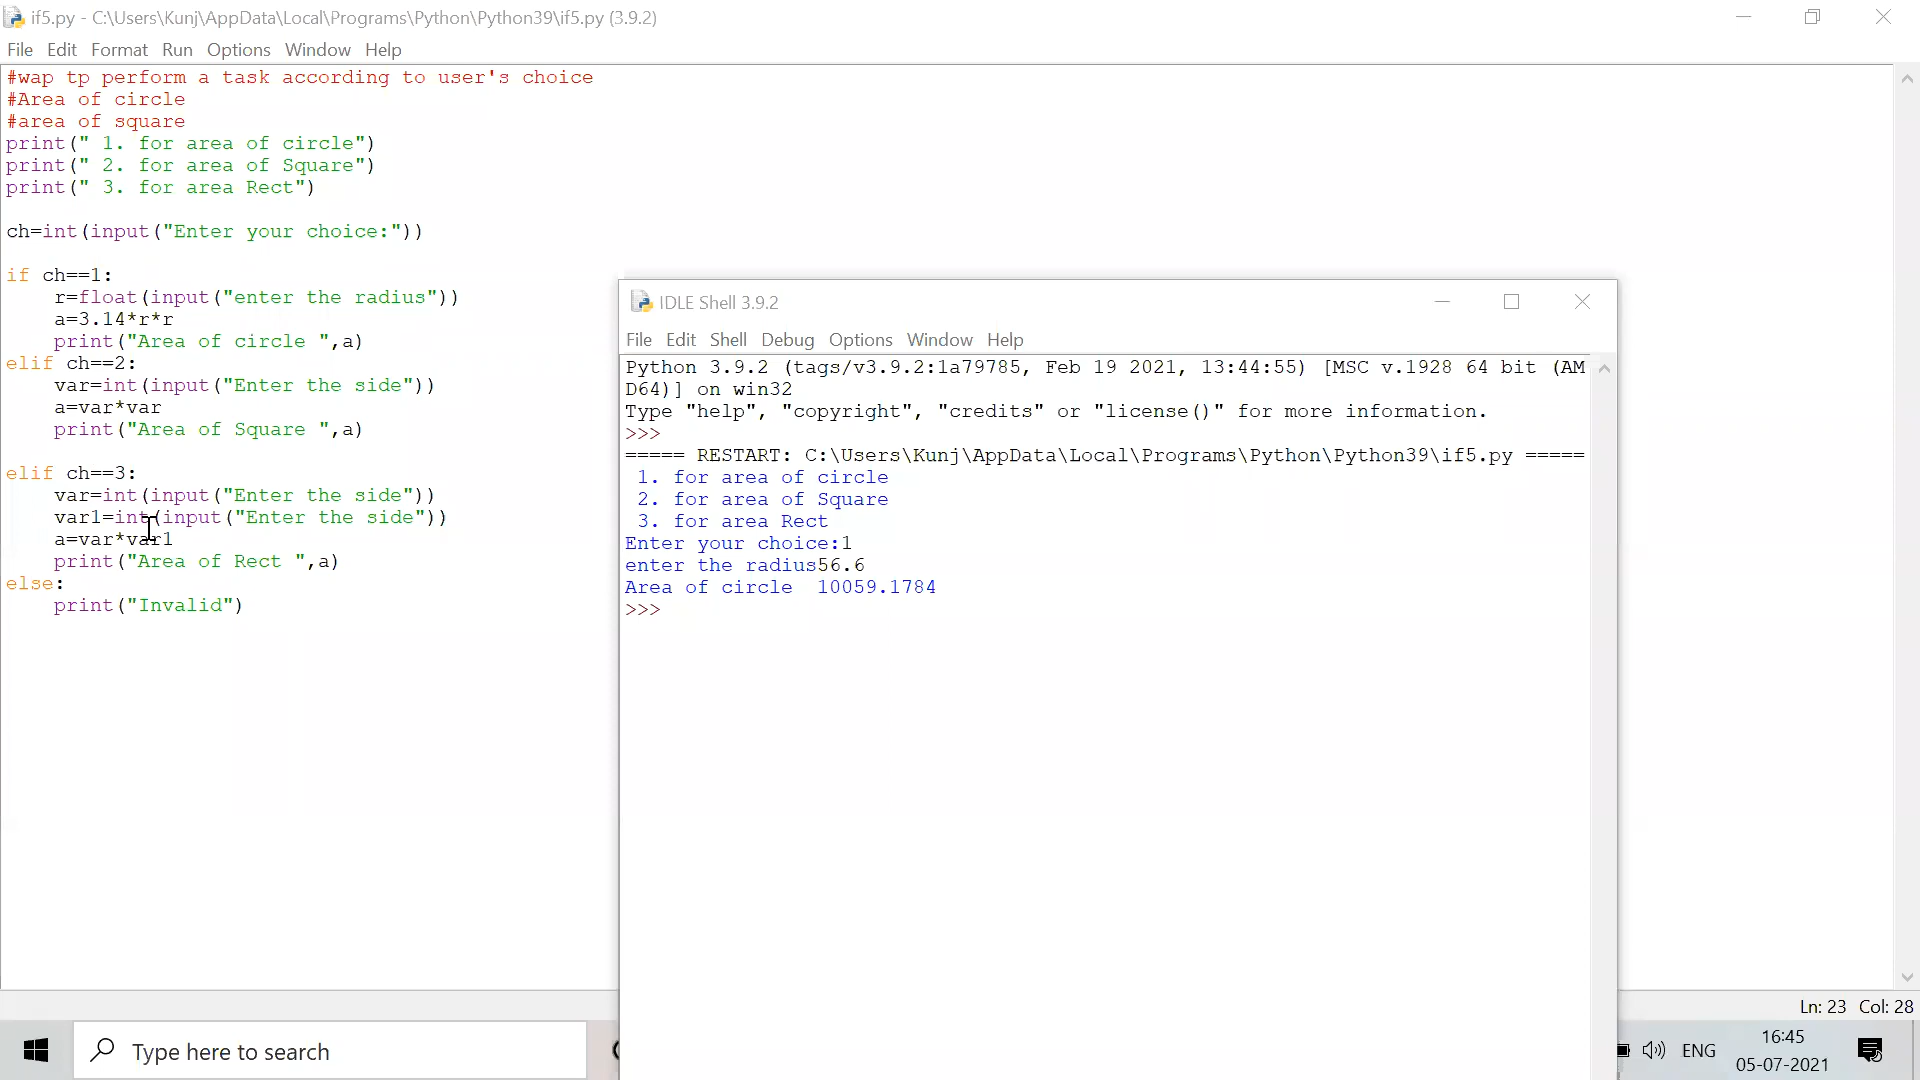 if5.py - C:\Users\Kunj\AppData\Local\Programs\Python\Python39\if5.py (3.9.2)
File Edit Format Run Options Window Help
#wap tp perform a task according to user's choice
#Area of circle
#area of square
print(" 1. for area of circle")
print(" 2. for area of Square")
print(" 3. for area Rect")
ch=int(input("Enter your choice:"))
if ch==1:
r=float(input("enter the radius"))
a=3.14*r*r
print("Area of circle ",a)
elif ch==2:
var=int(input("Enter the side"))
a=var*var
print("Area of Square ",a)
elif ch==3:
var=int(input("Enter the side"))
var1=int(input("Enter the side"))
a=var*var1
print("Area of Rect ",a)
else:
print("Invalid")
IDLE Shell 3.9.2
File Edit Shell Debug Options Window Help
Python 3.9.2 (tags/v3.9.2:1a79785, Feb 19 2021, 13:44:55) [MSC v.1928 64 bit (AM
D64)] on win32
Type "help", "copyright", "credits" or "license()" for more information.
>>>
===== RESTART: C:\Users\Kunj\AppData\Local\Programs\Python\Python39\if5.py =====
1. for area of circle
2. for area of Square
3. for area Rect
Enter your choice:1
enter the radius56.6
Area of circle  10059.1784
>>>
Ln: 23 Col: 28
Type here to search
ENG
16:45
05-07-2021